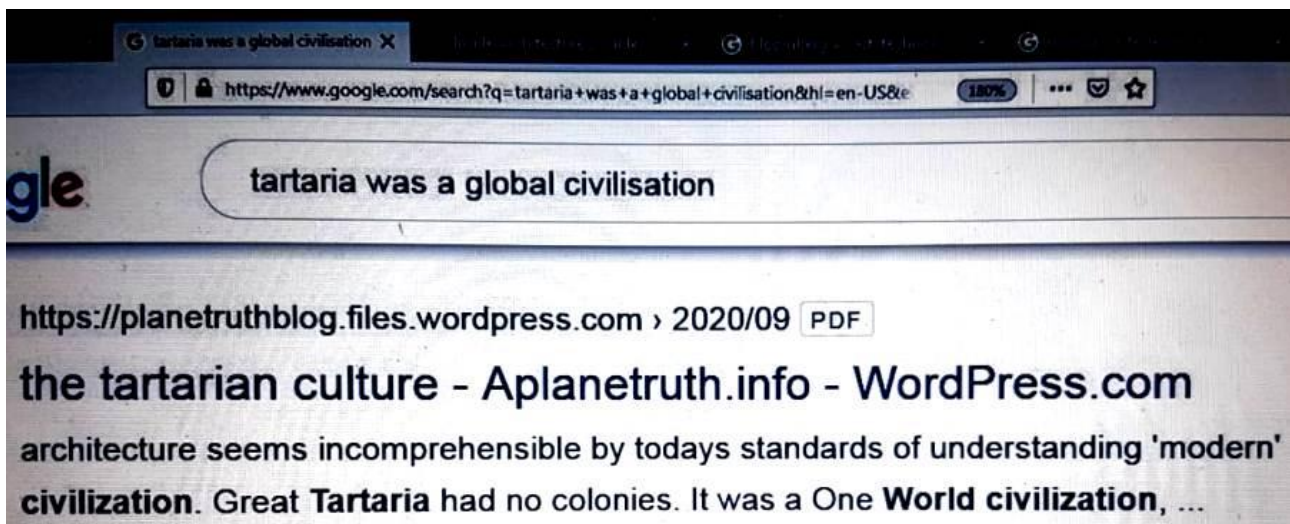 tartaria was a global civilisation
https://www.google.com/search?q=tartaria+was+a+global+civilisation&hl=en-US&e
180%
gle
tartaria was a global civilisation
https://planetruthblog.files.wordpress.com › 2020/09 PDF
the tartarian culture - Aplanetruth.info - WordPress.com
architecture seems incomprehensible by todays standards of understanding 'modern'
civilization. Great Tartaria had no colonies. It was a One World civilization, ...